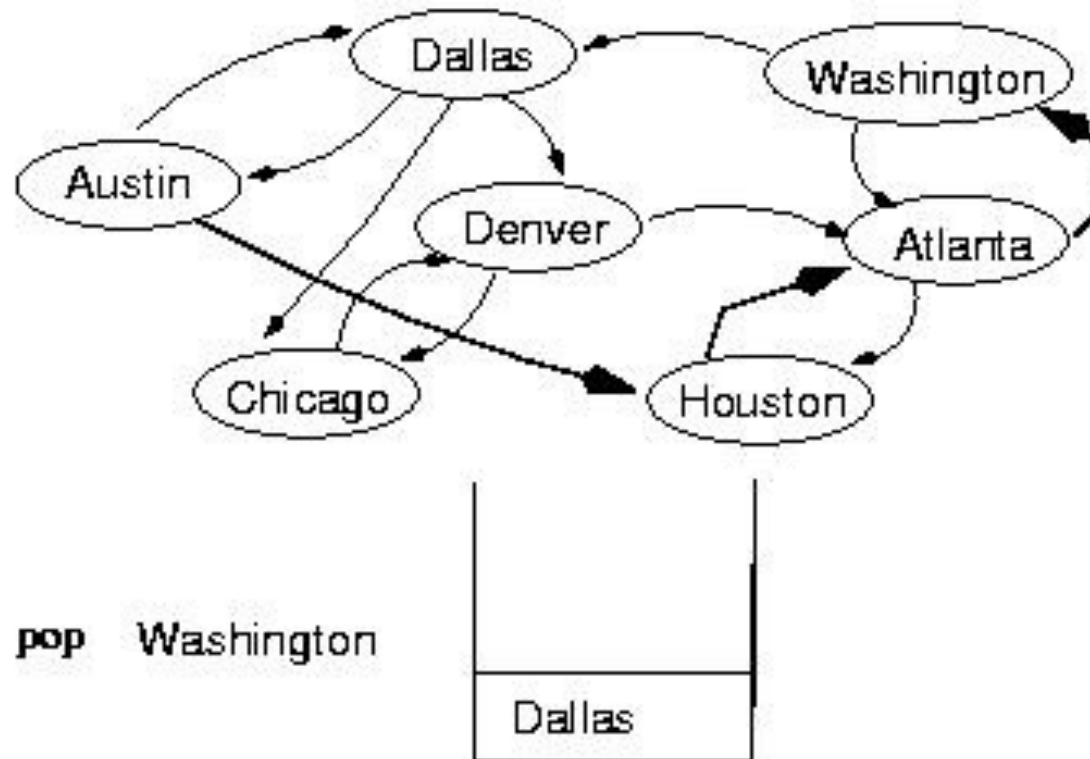 Dallas
Washington
Austin
Denver
Atlanta
Chicago
Houston
pop Washington
Dallas